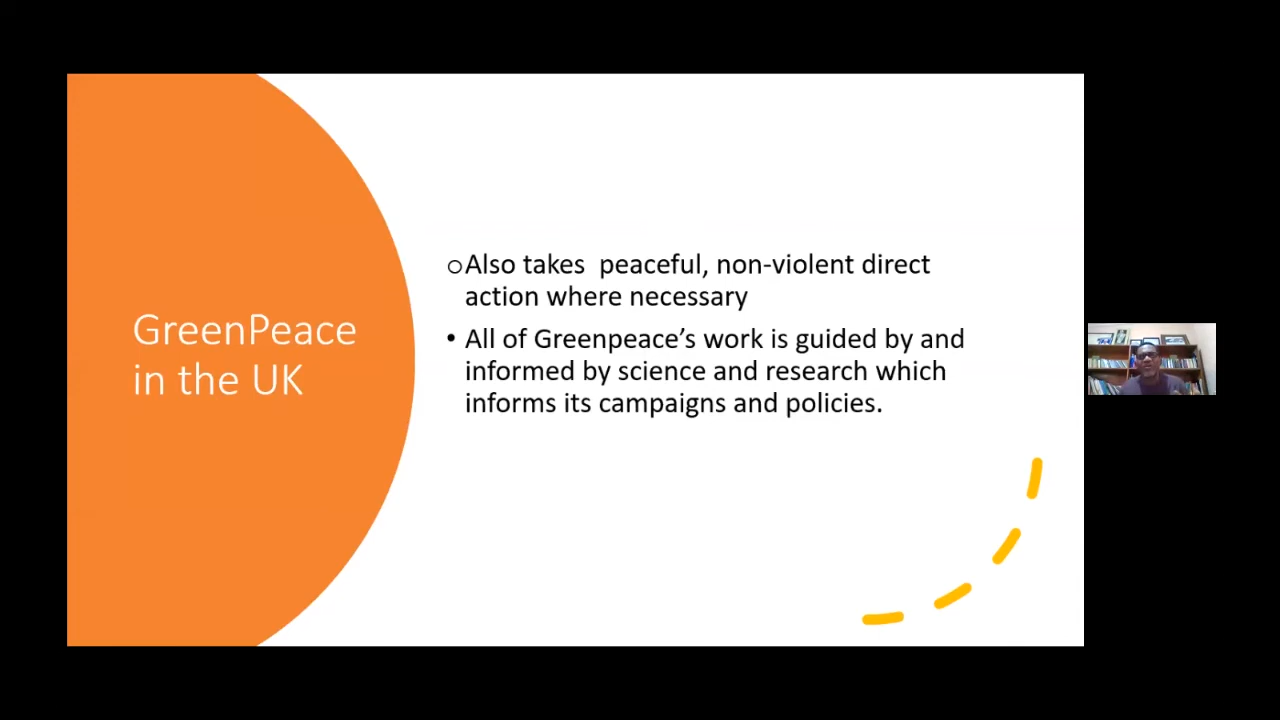 GreenPeace
in the UK
oAlso takes  peaceful, non-violent direct
action where necessary
• All of Greenpeace’s work is guided by and
informed by science and research which
informs its campaigns and policies.